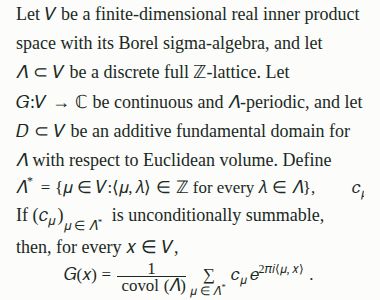 Let V be a finite-dimensional real inner product
space with its Borel sigma-algebra, and let
Λ ⊂ V be a discrete full ℤ-lattice. Let
G:V → ℂ be continuous and Λ-periodic, and let
D ⊂ V be an additive fundamental domain for
Λ with respect to Euclidean volume. Define
Λ* = {μ ∈ V:⟨μ, λ⟩ ∈ ℤ for every λ ∈ Λ}, c
If (c_μ)_{μ ∈ Λ*} is unconditionally summable,
then, for every x ∈ V,
G(x) = \frac{1}{covol (Λ)} ∑_{μ ∈ Λ*} c_μ e^{2πi⟨μ, x⟩} .